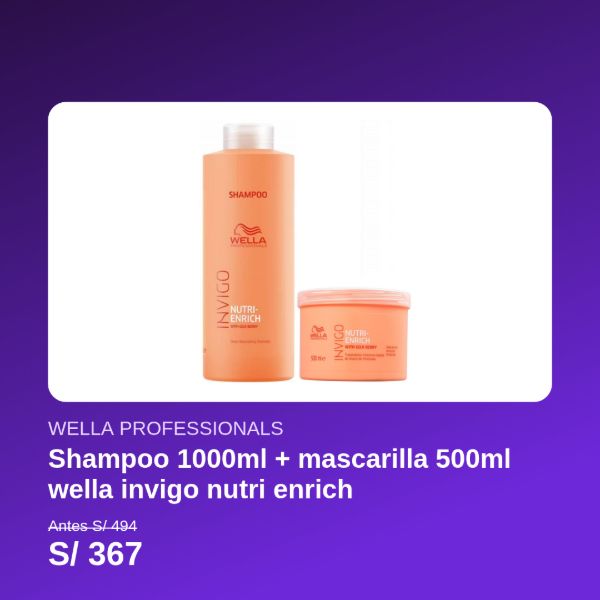 SHAMPOO
WELLA
PROFESSIONALS
INVIGO
NUTRI-
ENRICH
WITH GOJI BERRY
WELLA
INVIGO
NUTRI-
ENRICH
WITH GOJI BERRY
500 ml e
WELLA PROFESSIONALS
Shampoo 1000ml + mascarilla 500ml
wella invigo nutri enrich
Antes S/ 494
S/ 367